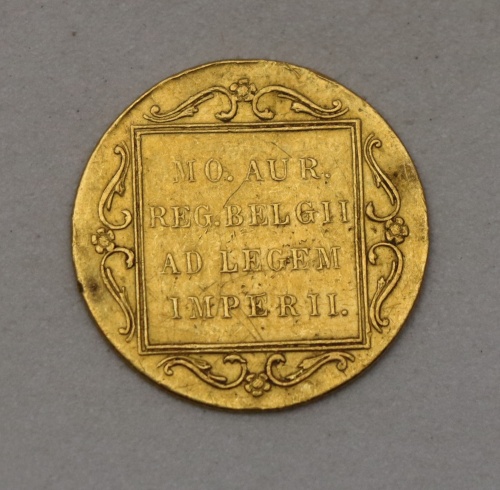 MO. AUR.
REG. BELGII
AD LEGEM
IMPERII.